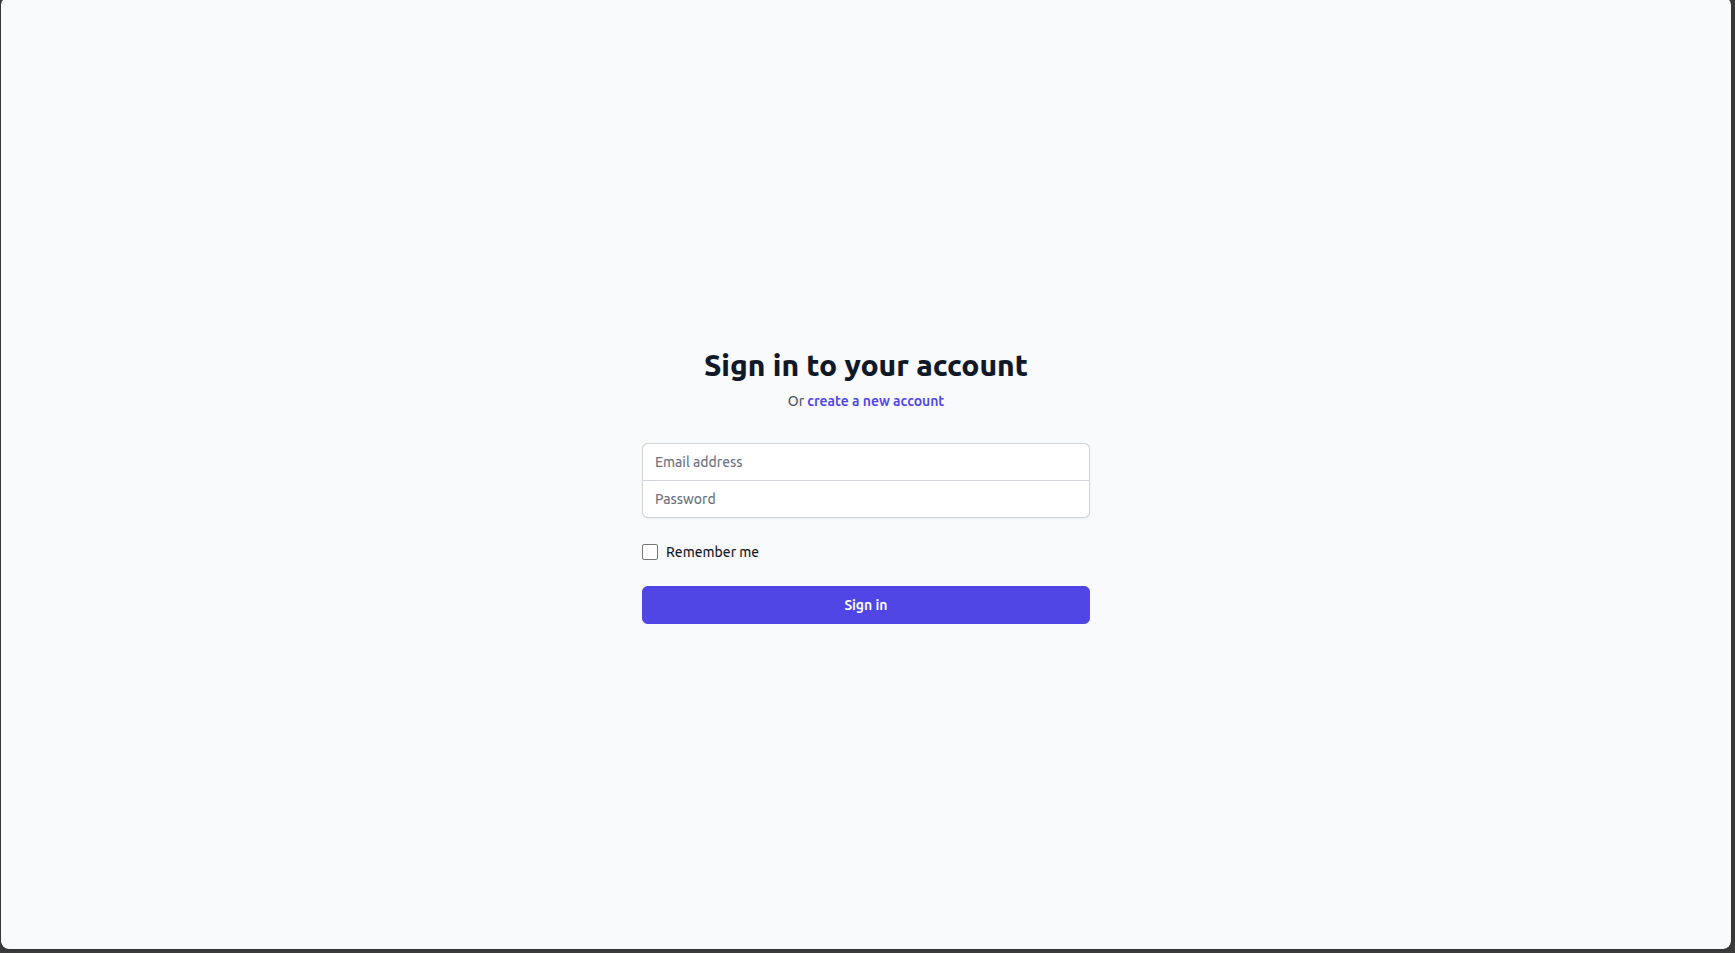 Sign in to your account
Or create a new account
Email address
Password
Remember me
Sign in